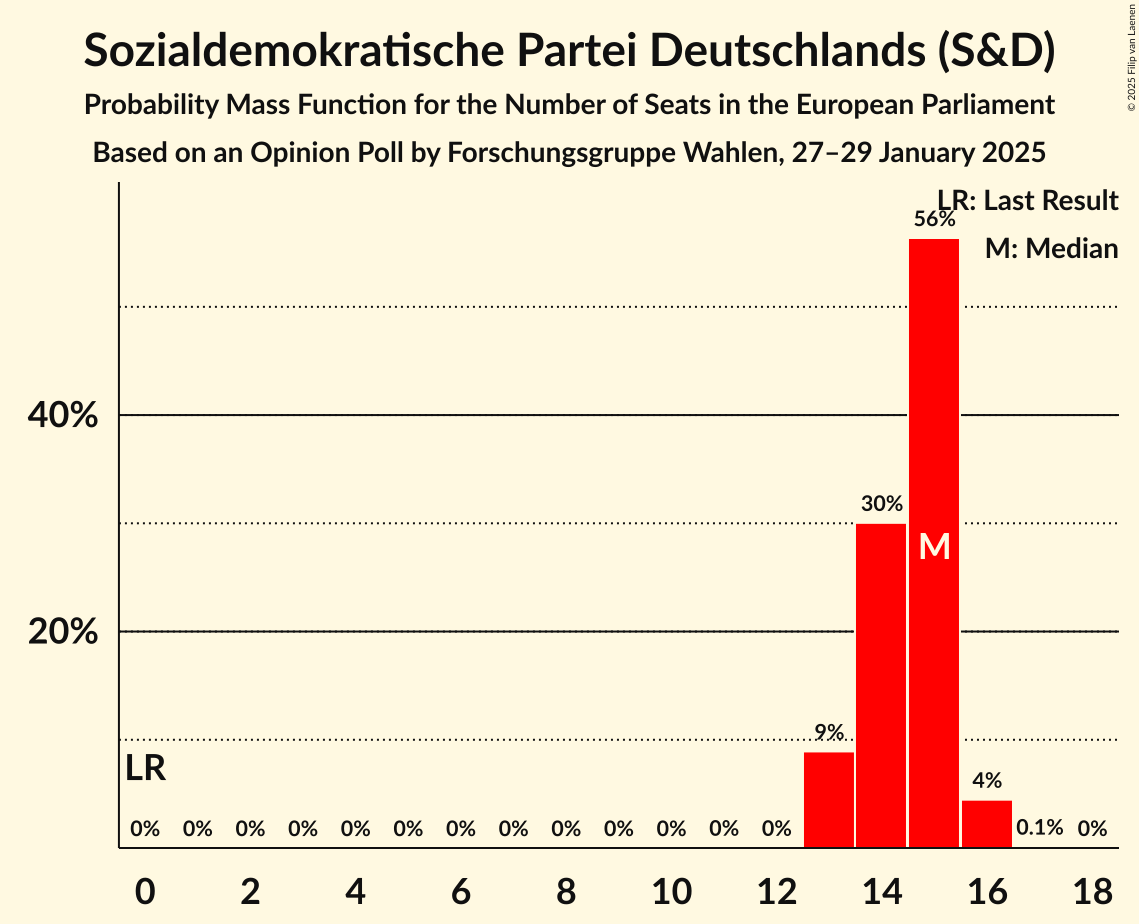 Sozialdemokratische Partei Deutschlands (S&D)
Probability Mass Function for the Number of Seats in the European Parliament
Based on an Opinion Poll by Forschungsgruppe Wahlen, 27–29 January 2025
© 2025 Filip van Laenen
LR: Last Result
M: Median
56%
40%
30%
M
20%
9%
LR
4%
0% 0% 0% 0% 0% 0% 0% 0% 0% 0% 0% 0% 0% 0.1% 0%
0 2 4 6 8 10 12 14 16 18